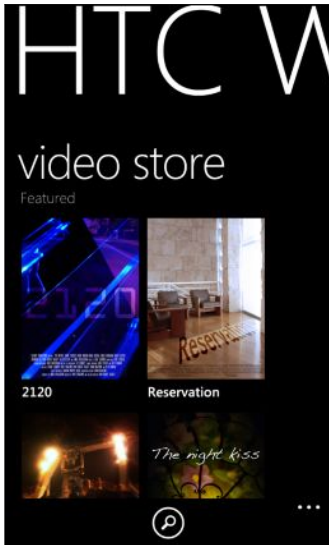 HTC W
video store
Featured
2120
Reservation
2120
Reservation
The night kiss
...